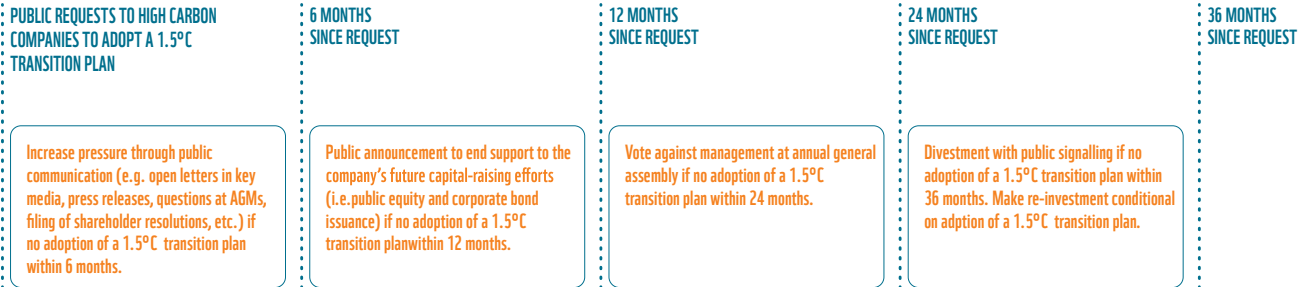 PUBLIC REQUESTS TO HIGH CARBON
COMPANIES TO ADOPT A 1.5ºC
TRANSITION PLAN
6 MONTHS
SINCE REQUEST
12 MONTHS
SINCE REQUEST
24 MONTHS
SINCE REQUEST
36 MONTHS
SINCE REQUEST
Increase pressure through public
communication (e.g. open letters in key
media, press releases, questions at AGMs,
filing of shareholder resolutions, etc.) if
no adoption of a 1.5ºC transition plan
within 6 months.
Public announcement to end support to the
company's future capital-raising efforts
(i.e.public equity and corporate bond
issuance) if no adoption of a 1.5ºC
transition planwithin 12 months.
Vote against management at annual general
assembly if no adoption of a 1.5ºC
transition plan within 24 months.
Divestment with public signalling if no
adoption of a 1.5ºC transition plan within
36 months. Make re-investment conditional
on adption of a 1.5ºC transition plan.